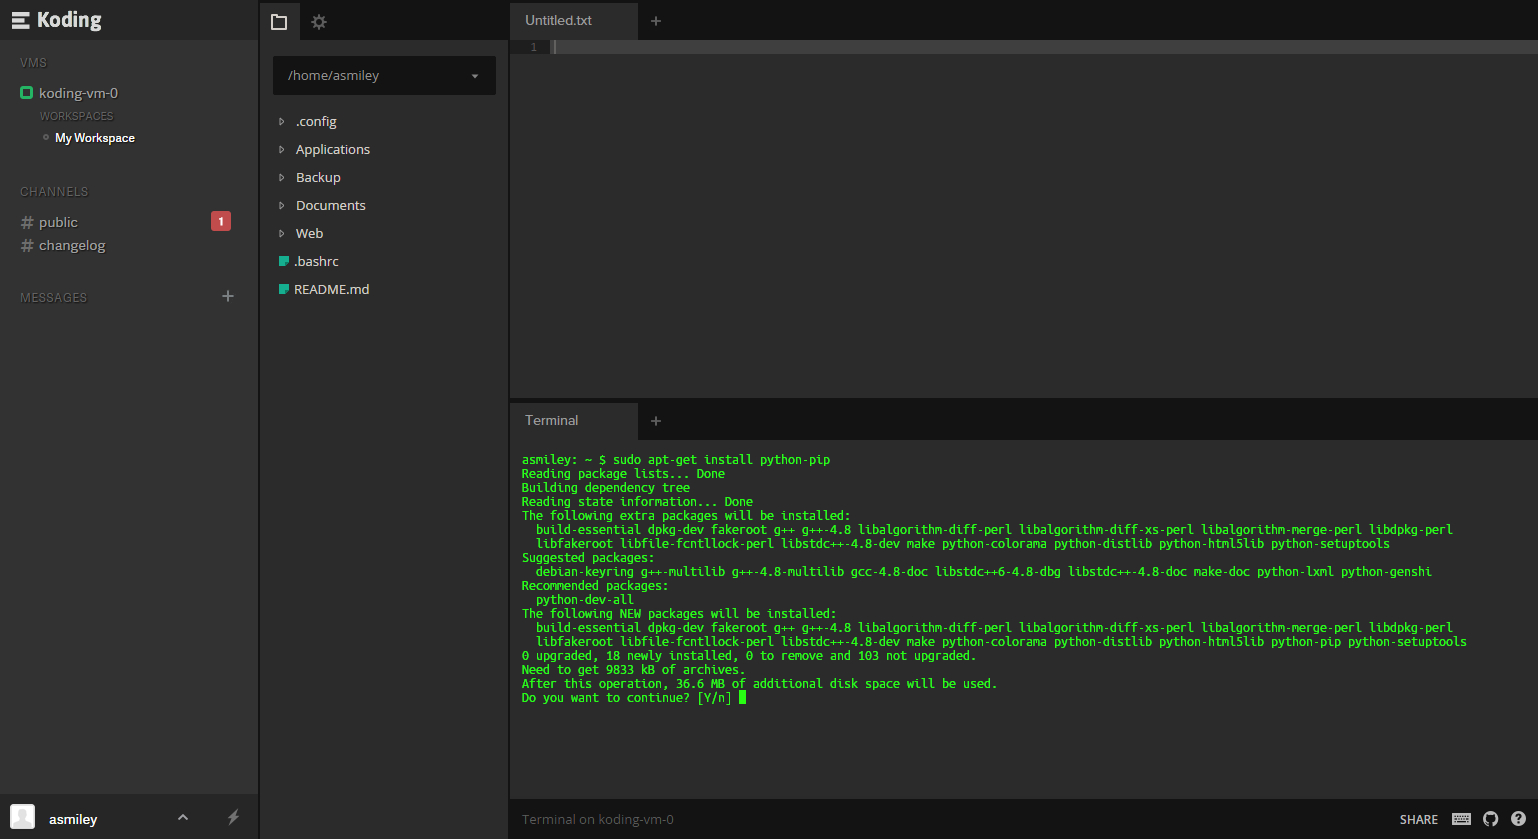 Koding
VMS
koding-vm-0
WORKSPACES
My Workspace
CHANNELS
# public
1
# changelog
MESSAGES
+
asmiley
/home/asmiley
.config
Applications
Backup
Documents
Web
.bashrc
README.md
Untitled.txt
+
1
Terminal
+
asmiley: ~ $ sudo apt-get install python-pip
Reading package lists... Done
Building dependency tree
Reading state information... Done
The following extra packages will be installed:
build-essential dpkg-dev fakeroot g++ g++-4.8 libalgorithm-diff-perl libalgorithm-diff-xs-perl libalgorithm-merge-perl libdpkg-perl
libfakeroot libfile-fcntllock-perl libstdc++-4.8-dev make python-colorama python-distlib python-html5lib python-setuptools
Suggested packages:
debian-keyring g++-multilib g++-4.8-multilib gcc-4.8-doc libstdc++6-4.8-dbg libstdc++-4.8-doc make-doc python-lxml python-genshi
Recommended packages:
python-dev-all
The following NEW packages will be installed:
build-essential dpkg-dev fakeroot g++ g++-4.8 libalgorithm-diff-perl libalgorithm-diff-xs-perl libalgorithm-merge-perl libdpkg-perl
libfakeroot libfile-fcntllock-perl libstdc++-4.8-dev make python-colorama python-distlib python-html5lib python-pip python-setuptools
0 upgraded, 18 newly installed, 0 to remove and 103 not upgraded.
Need to get 9833 kB of archives.
After this operation, 36.6 MB of additional disk space will be used.
Do you want to continue? [Y/n]
Terminal on koding-vm-0
SHARE
?